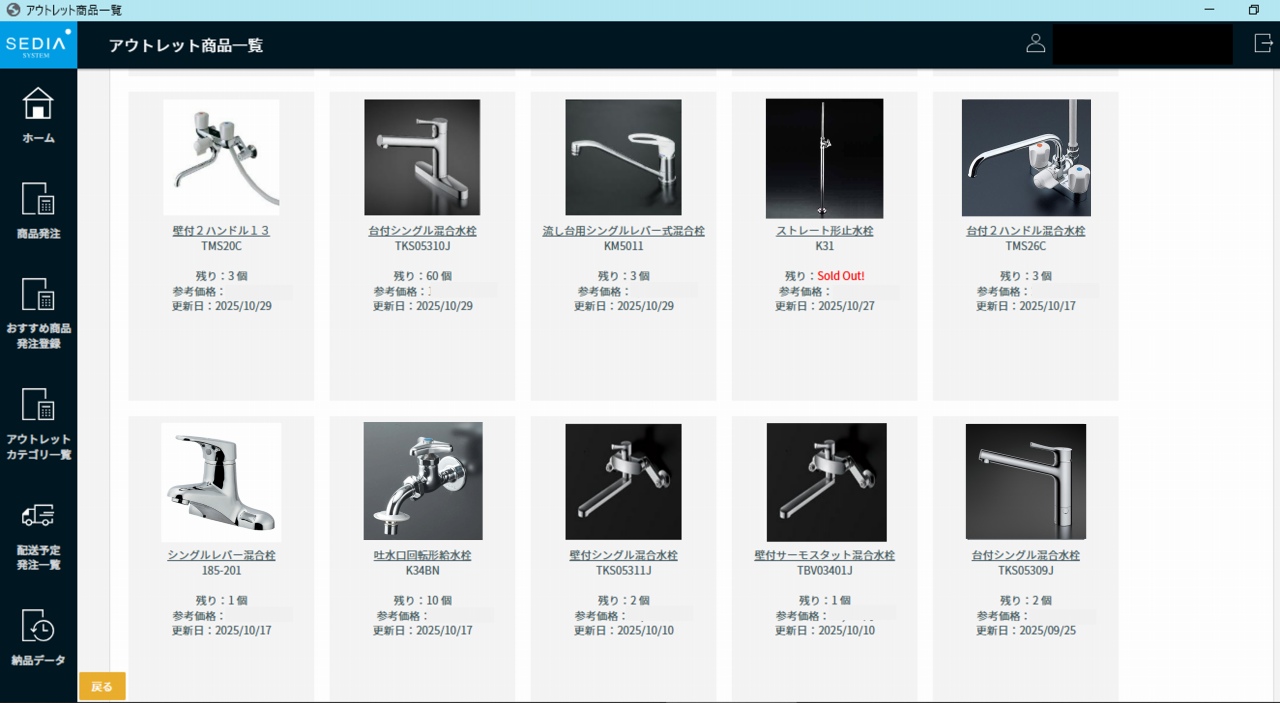 アウトレット商品一覧
SEDIA
SYSTEM
アウトレット商品一覧
ホーム
商品発注
おすすめ商品
発注登録
アウトレット
カテゴリ一覧
配送予定
発注一覧
納品データ
戻る
壁付２ハンドル１３
TMS20C
残り：3 個
参考価格：
更新日：2025/10/29
台付シングル混合水栓
TKS05310J
残り：60 個
参考価格：
更新日：2025/10/29
流し台用シングルレバー式混合栓
KM5011
残り：3 個
参考価格：
更新日：2025/10/29
ストレート形止水栓
K31
残り：Sold Out!
参考価格：
更新日：2025/10/27
台付２ハンドル混合水栓
TMS26C
残り：3 個
参考価格：
更新日：2025/10/17
シングルレバー混合栓
185-201
残り：1 個
参考価格：
更新日：2025/10/17
吐水口回転形給水栓
K34BN
残り：10 個
参考価格：
更新日：2025/10/17
壁付シングル混合水栓
TKS05311J
残り：2 個
参考価格：
更新日：2025/10/10
壁付サーモスタット混合水栓
TBV03401J
残り：1 個
参考価格：
更新日：2025/10/10
台付シングル混合水栓
TKS05309J
残り：2 個
参考価格：
更新日：2025/09/25